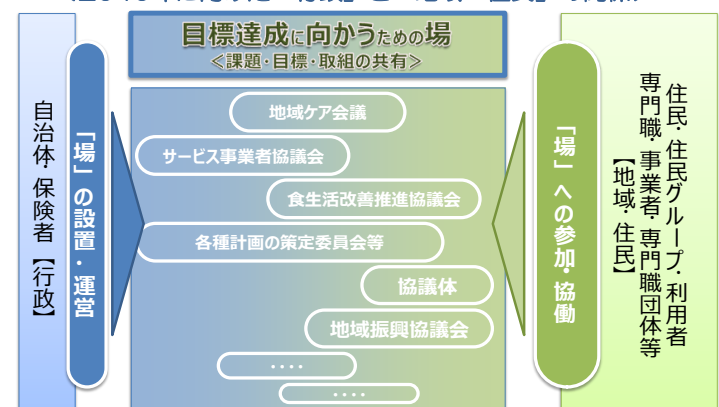 目標達成に向かうための場
<課題・目標・取組の共有>
自治体・保険者【行政】
「場」の設置・運営
地域ケア会議
サービス事業者協議会
食生活改善推進協議会
各種計画の策定委員会等
協議体
地域振興協議会
‥‥
‥‥
「場」への参加・協働
住民・住民グループ・利用者
専門職・事業者・専門職団体等
【地域・住民】